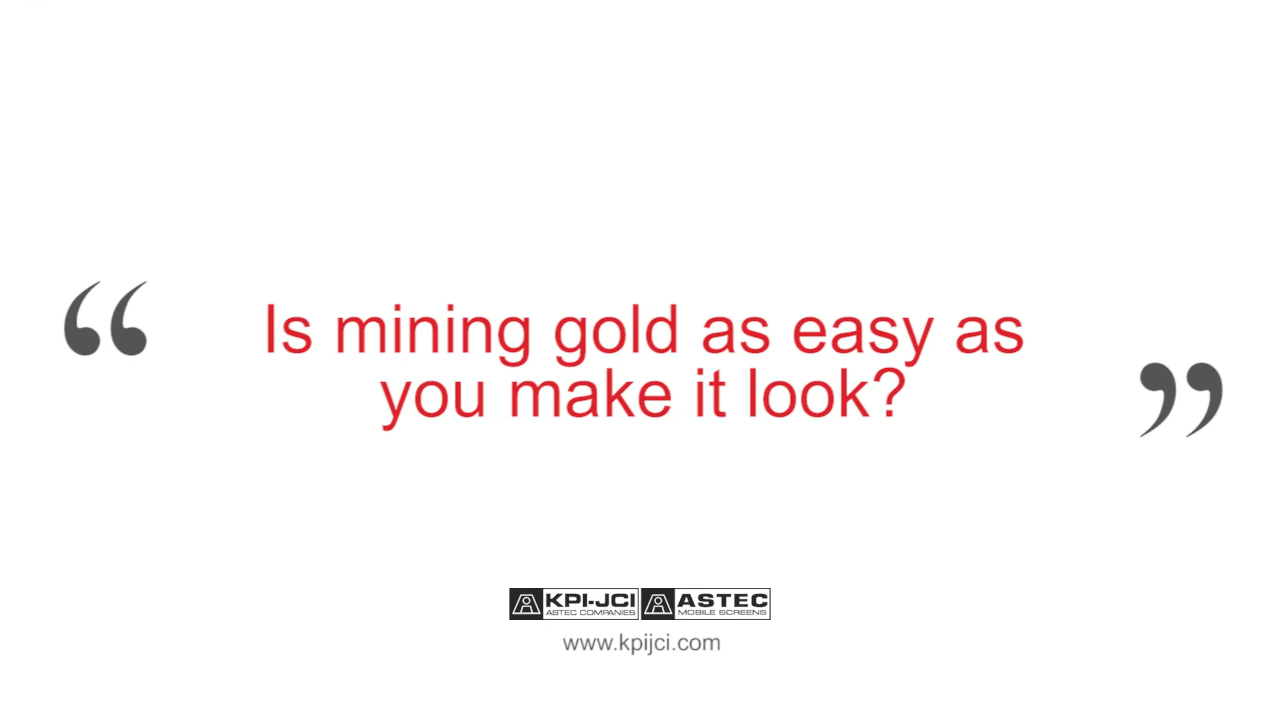 “ Is mining gold as easy as
you make it look? ”
KPI-JCI ASTEC
ASTEC COMPANIES MOBILE SCREENS
www.kpijci.com